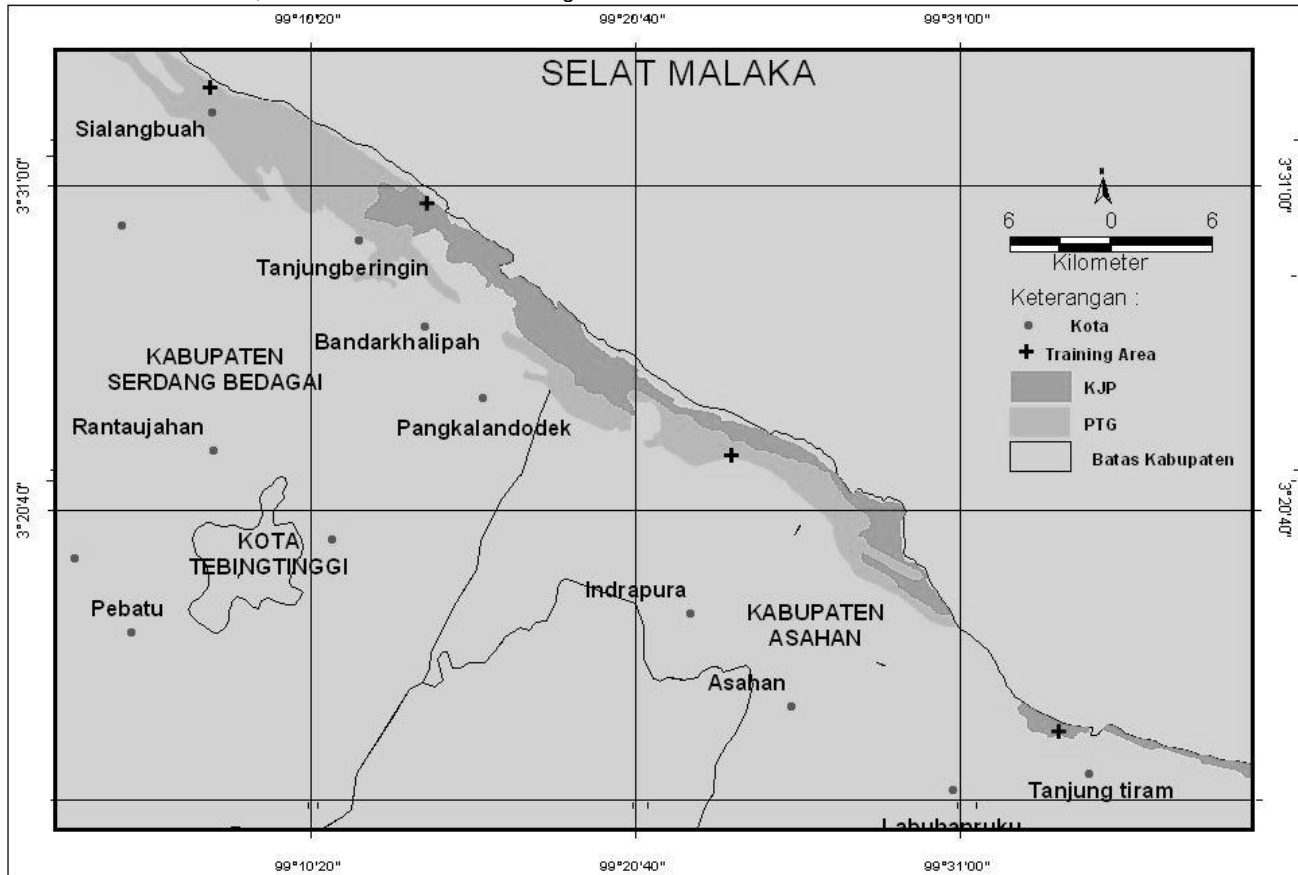 99°10'20"
99°20'40"
99°31'00"
SELAT MALAKA
Sialangbuah
3°31'00"
3°31'00"
6 0 6
Kilometer
Tanjungberingin
Keterangan :
Kota
Bandarkhalipah
Training Area
KABUPATEN
SERDANG BEDAGAI
KJP
PTG
Rantaujahan
Pangkalandodek
Batas Kabupaten
3°20'40"
3°20'40"
KOTA
TEBINGTINGGI
Pebatu
Indrapura
KABUPATEN
ASAHAN
Asahan
Tanjung tiram
99°10'20"
99°20'40"
99°31'00"